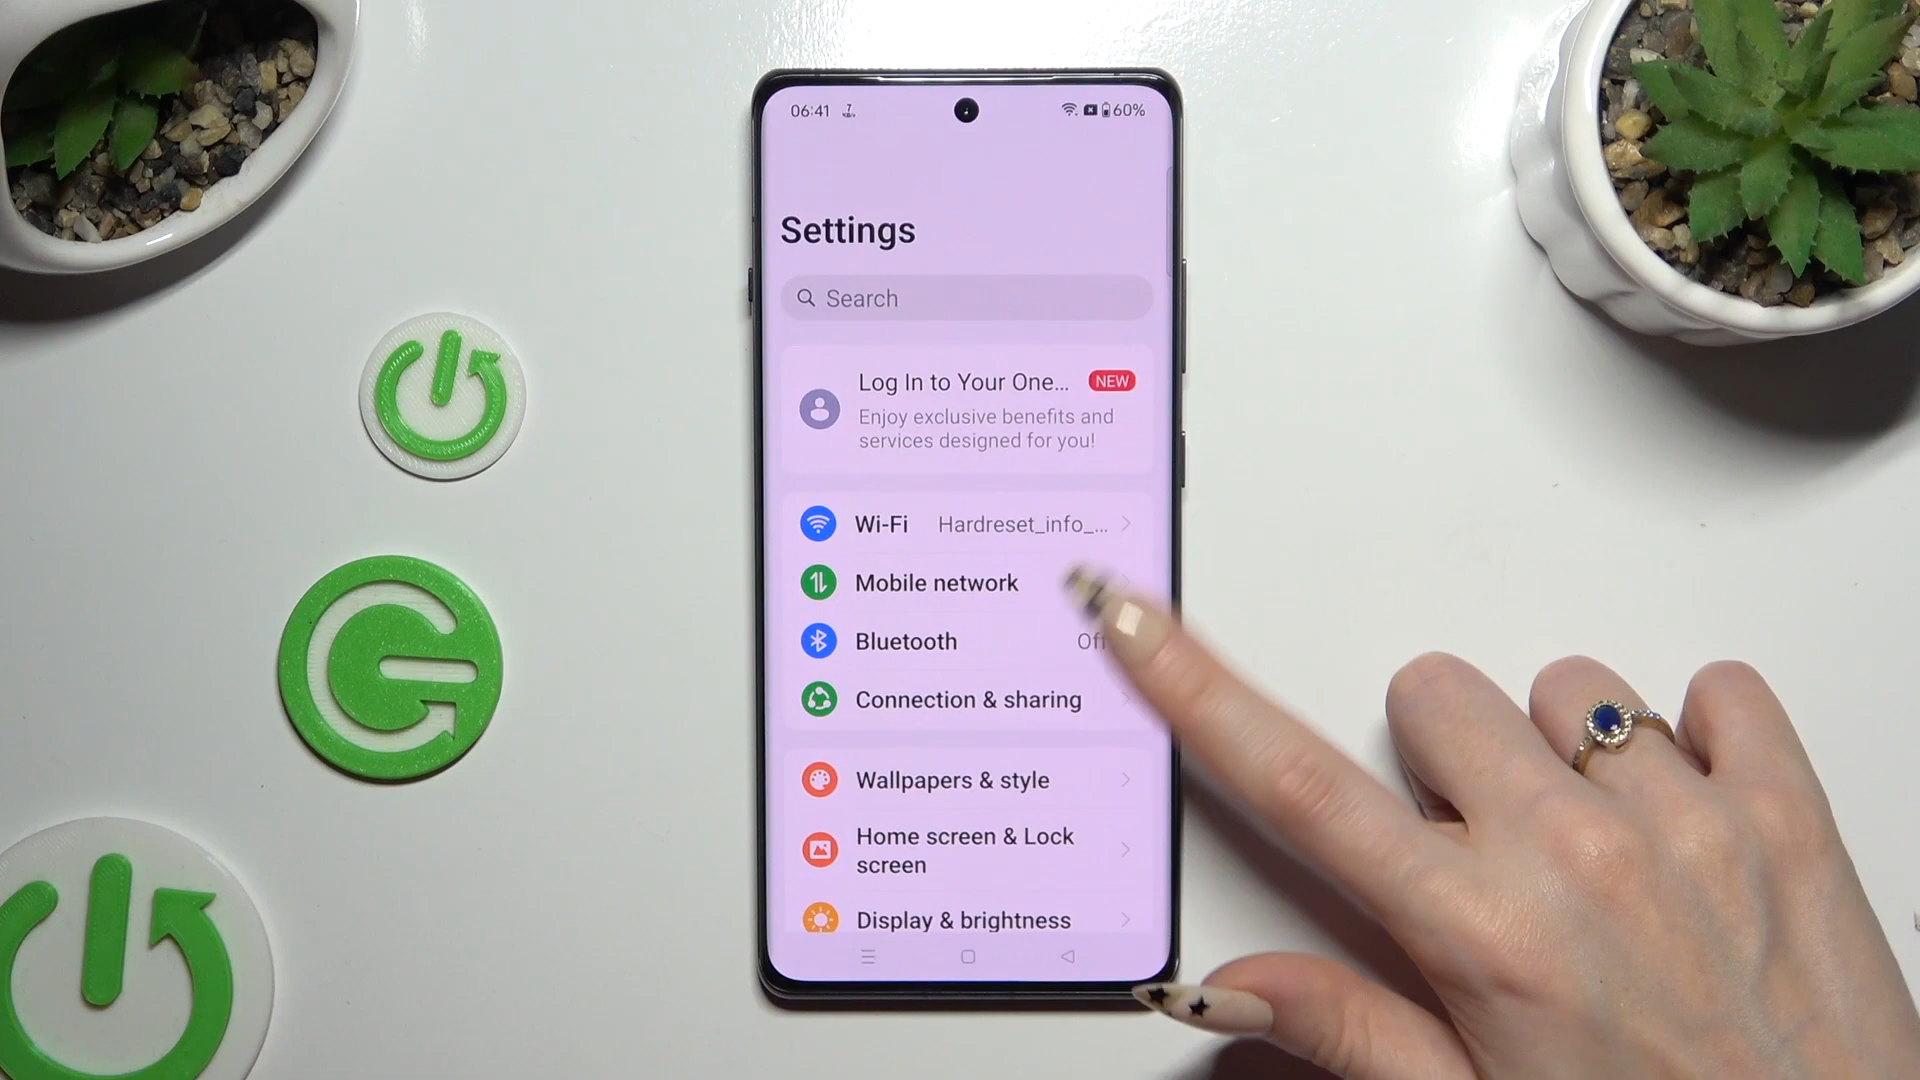 06:41 60%
Settings
Search
Log In to Your One... NEW
Enjoy exclusive benefits and
services designed for you!
Wi-Fi Hardreset_info_...
Mobile network
Bluetooth Off
Connection & sharing
Wallpapers & style
Home screen & Lock
screen
Display & brightness